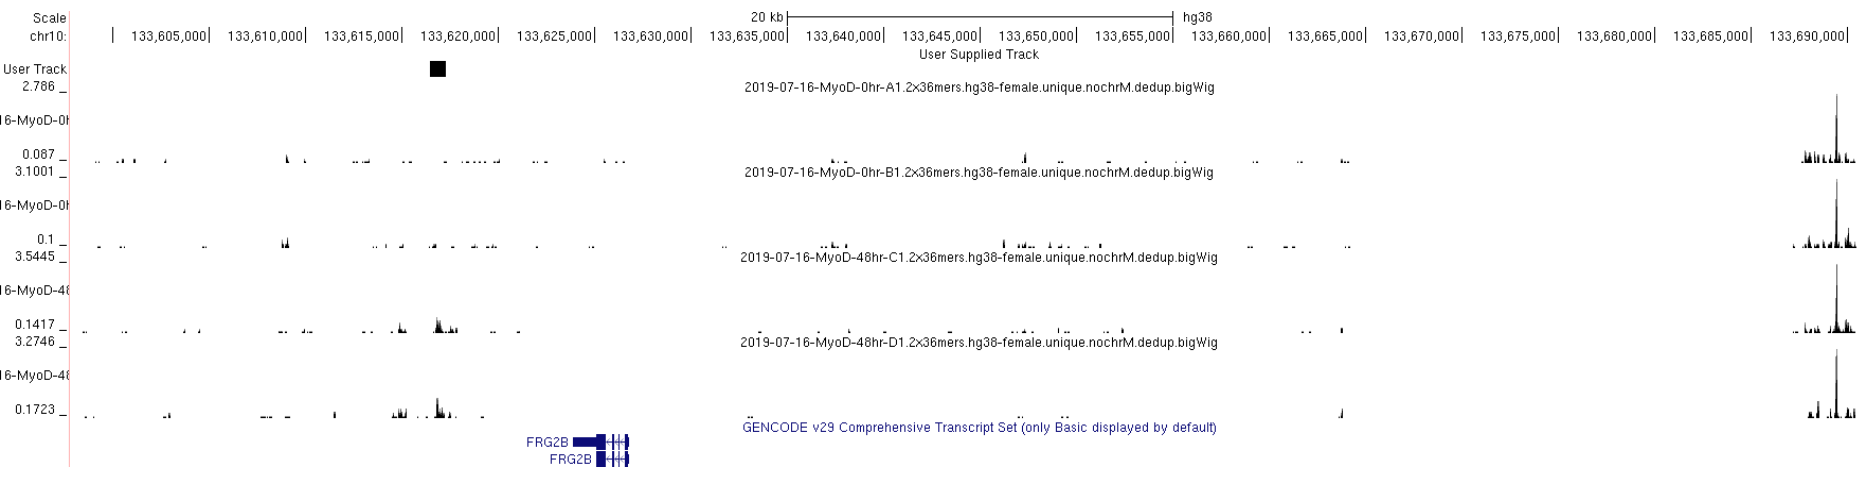 Scale 20 kb hg38
chr10: 133,605,000 133,610,000 133,615,000 133,620,000 133,625,000 133,630,000 133,635,000 133,640,000 133,645,000 133,650,000 133,655,000 133,660,000 133,665,000 133,670,000 133,675,000 133,680,000 133,685,000 133,690,000
User Supplied Track
User Track
2.786 _ 2019-07-16-MyoD-0hr-A1.2x36mers.hg38-female.unique.nochrM.dedup.bigWig
16-MyoD-0h
0.087 _
3.1001 _ 2019-07-16-MyoD-0hr-B1.2x36mers.hg38-female.unique.nochrM.dedup.bigWig
16-MyoD-0h
0.1 _
3.5445 _ 2019-07-16-MyoD-48hr-C1.2x36mers.hg38-female.unique.nochrM.dedup.bigWig
16-MyoD-48
0.1417 _
3.2746 _ 2019-07-16-MyoD-48hr-D1.2x36mers.hg38-female.unique.nochrM.dedup.bigWig
16-MyoD-48
0.1723 _
GENCODE v29 Comprehensive Transcript Set (only Basic displayed by default)
FRG2B
FRG2B